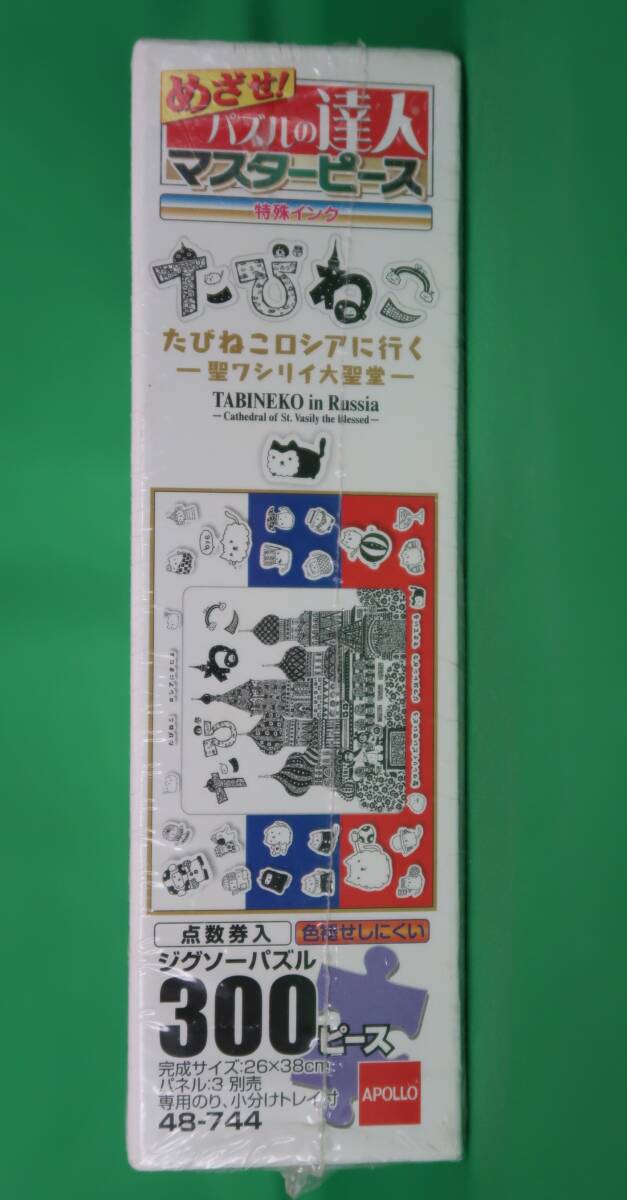 めざせ!
パズルの達人
マスターピース
特殊インク
たびねこ
たびねこロシアに行く
―聖ワシリイ大聖堂―
TABINEKO in Russia
―Cathedral of St. Vasily the Blessed―
たびねこ
点数券入
色褪せしにくい
ジグソーパズル
300ピース
完成サイズ:26×38cm
パネル:3 別売
専用のり、小分けトレイ付
48-744
APOLLO